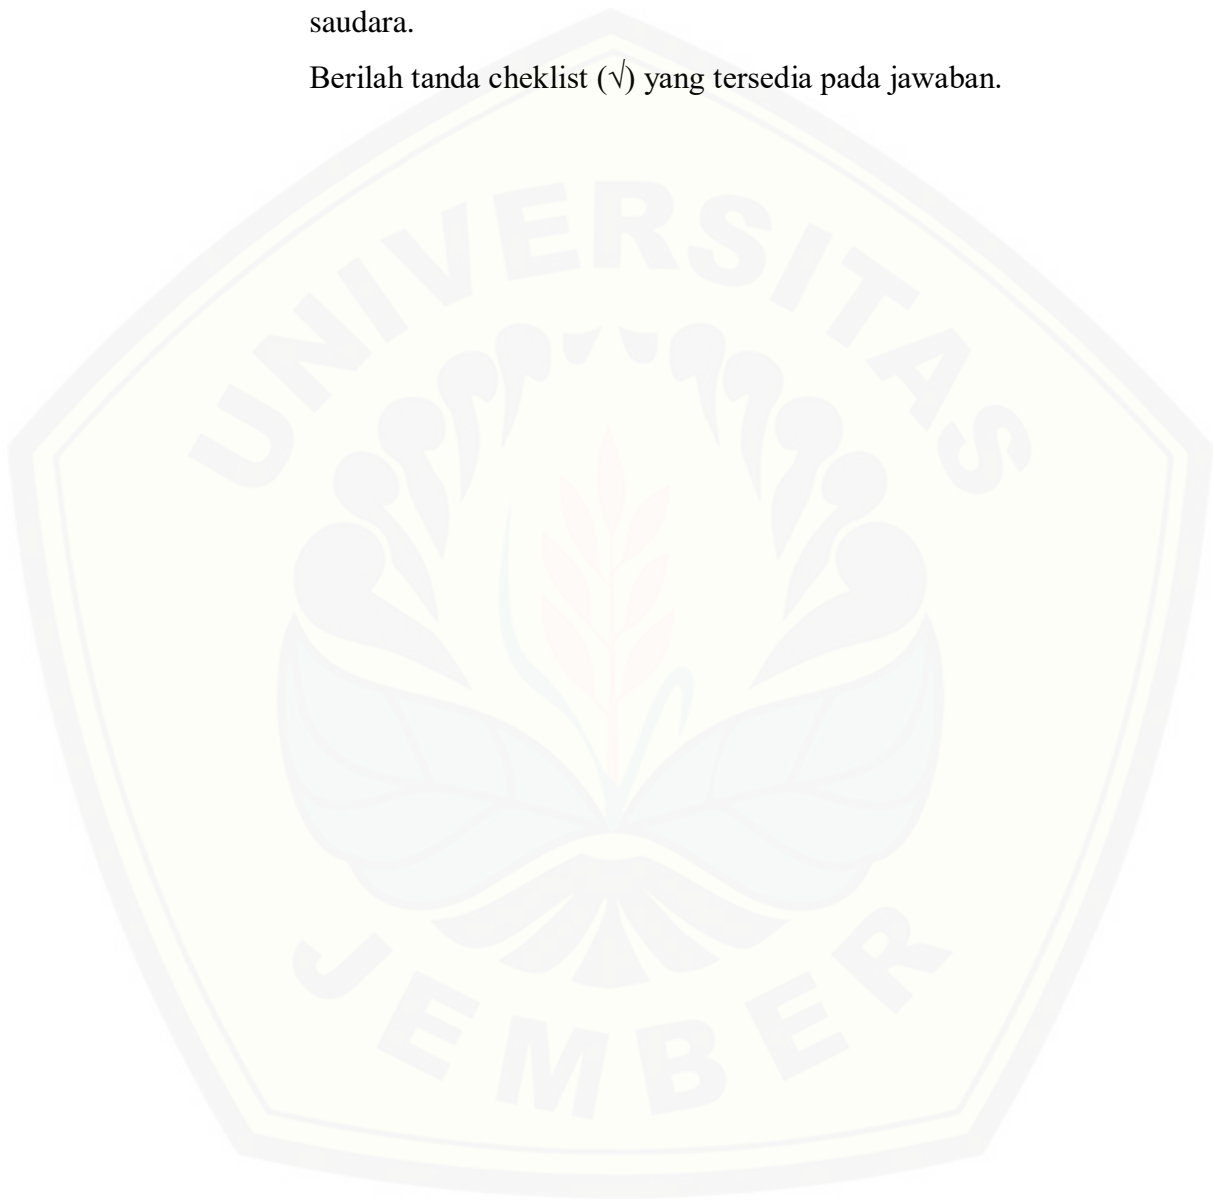 saudara.
Berilah tanda cheklist (√) yang tersedia pada jawaban.
UNIVERSITAS
JEMBER